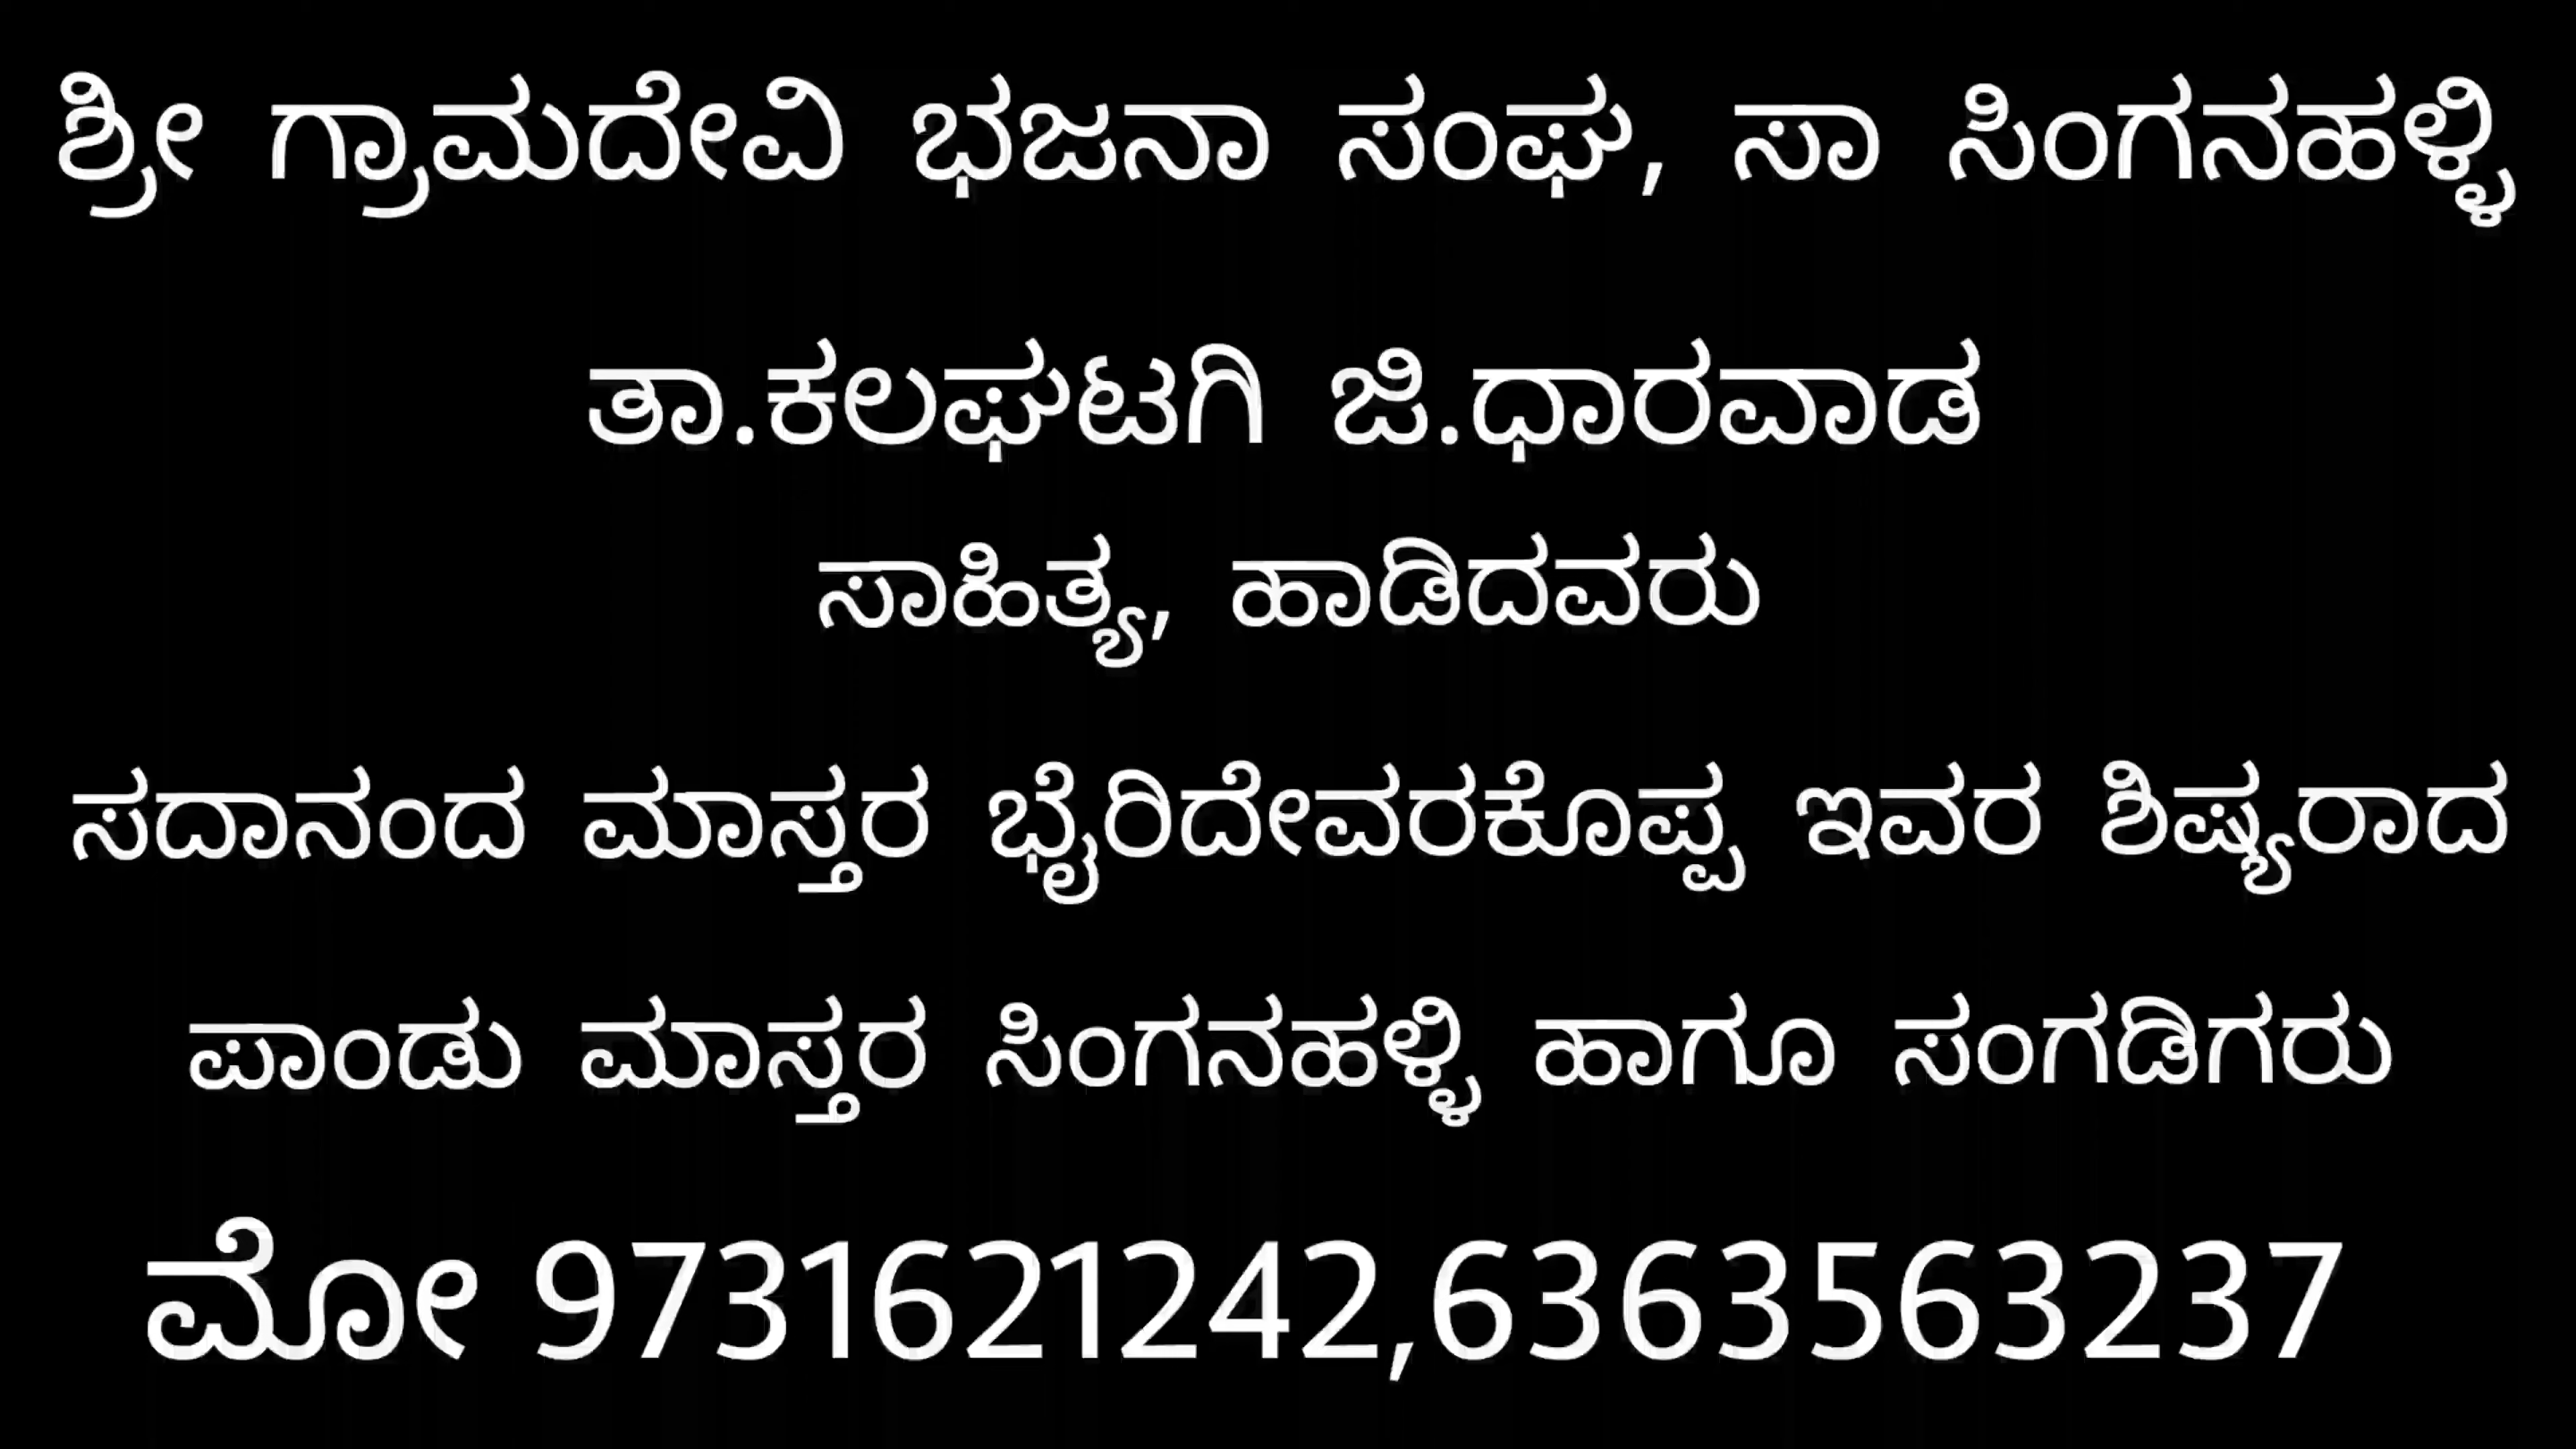 ಶ್ರೀ ಗ್ರಾಮದೇವಿ ಭಜನಾ ಸಂಘ, ಸಾ ಸಿಂಗನಹಳ್ಳಿ
ತಾ.ಕಲಘಟಗಿ ಜಿ.ಧಾರವಾಡ
ಸಾಹಿತ್ಯ, ಹಾಡಿದವರು
ಸದಾನಂದ ಮಾಸ್ತರ ಭೈರಿದೇವರಕೊಪ್ಪ ಇವರ ಶಿಷ್ಯರಾದ
ಪಾಂಡು ಮಾಸ್ತರ ಸಿಂಗನಹಳ್ಳಿ ಹಾಗೂ ಸಂಗಡಿಗರು
ಮೋ 9731621242,6363563237